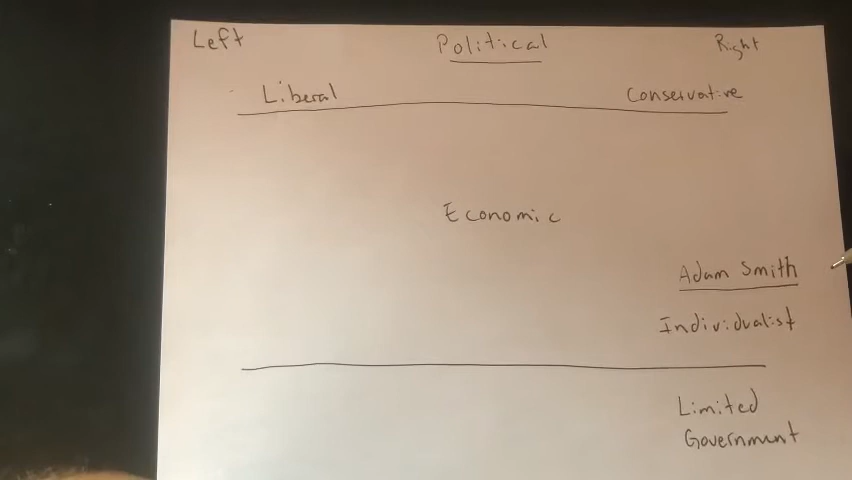 Left Political Right
Liberal Conservative
Economic
Adam Smith
Individualist
Limited
Government